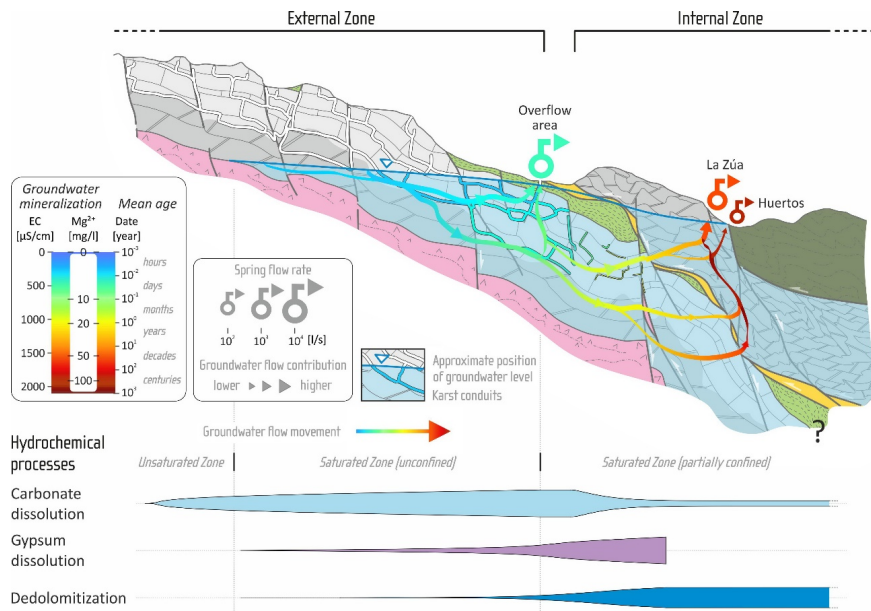 External Zone
Internal Zone
Overflow
area
La Zúa
Huertos
Groundwater
mineralization
Mean age
EC
[µS/cm]
Mg²⁺
[mg/l]
Date
[year]
0
0
10⁻³
hours
10⁻²
days
500
10
10⁻¹
months
20
10⁰
1000
years
50
10¹
1500
decades
10²
100
centuries
2000
10³
Spring flow rate
10² 10³ 10⁴ [l/s]
Groundwater flow contribution
lower higher
Approximate position
of groundwater level
Karst conduits
Groundwater flow movement
?
Hydrochemical
processes
Unsaturated Zone
Saturated Zone (unconfined)
Saturated Zone (partially confined)
Carbonate
dissolution
Gypsum
dissolution
Dedolomitization